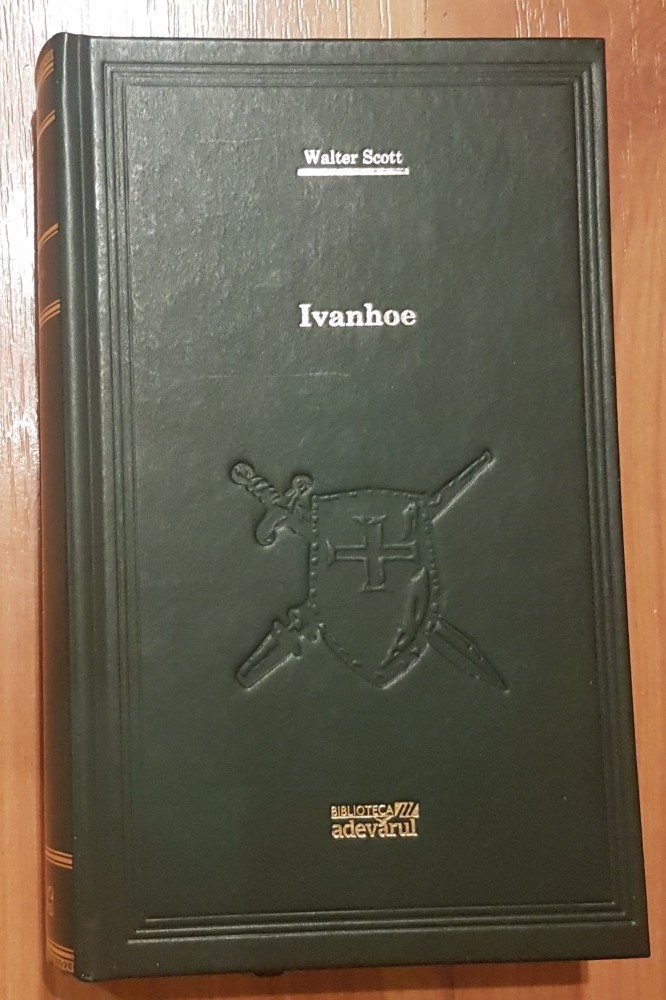 Walter Scott
Ivanhoe
BIBLIOTECA
adevărul